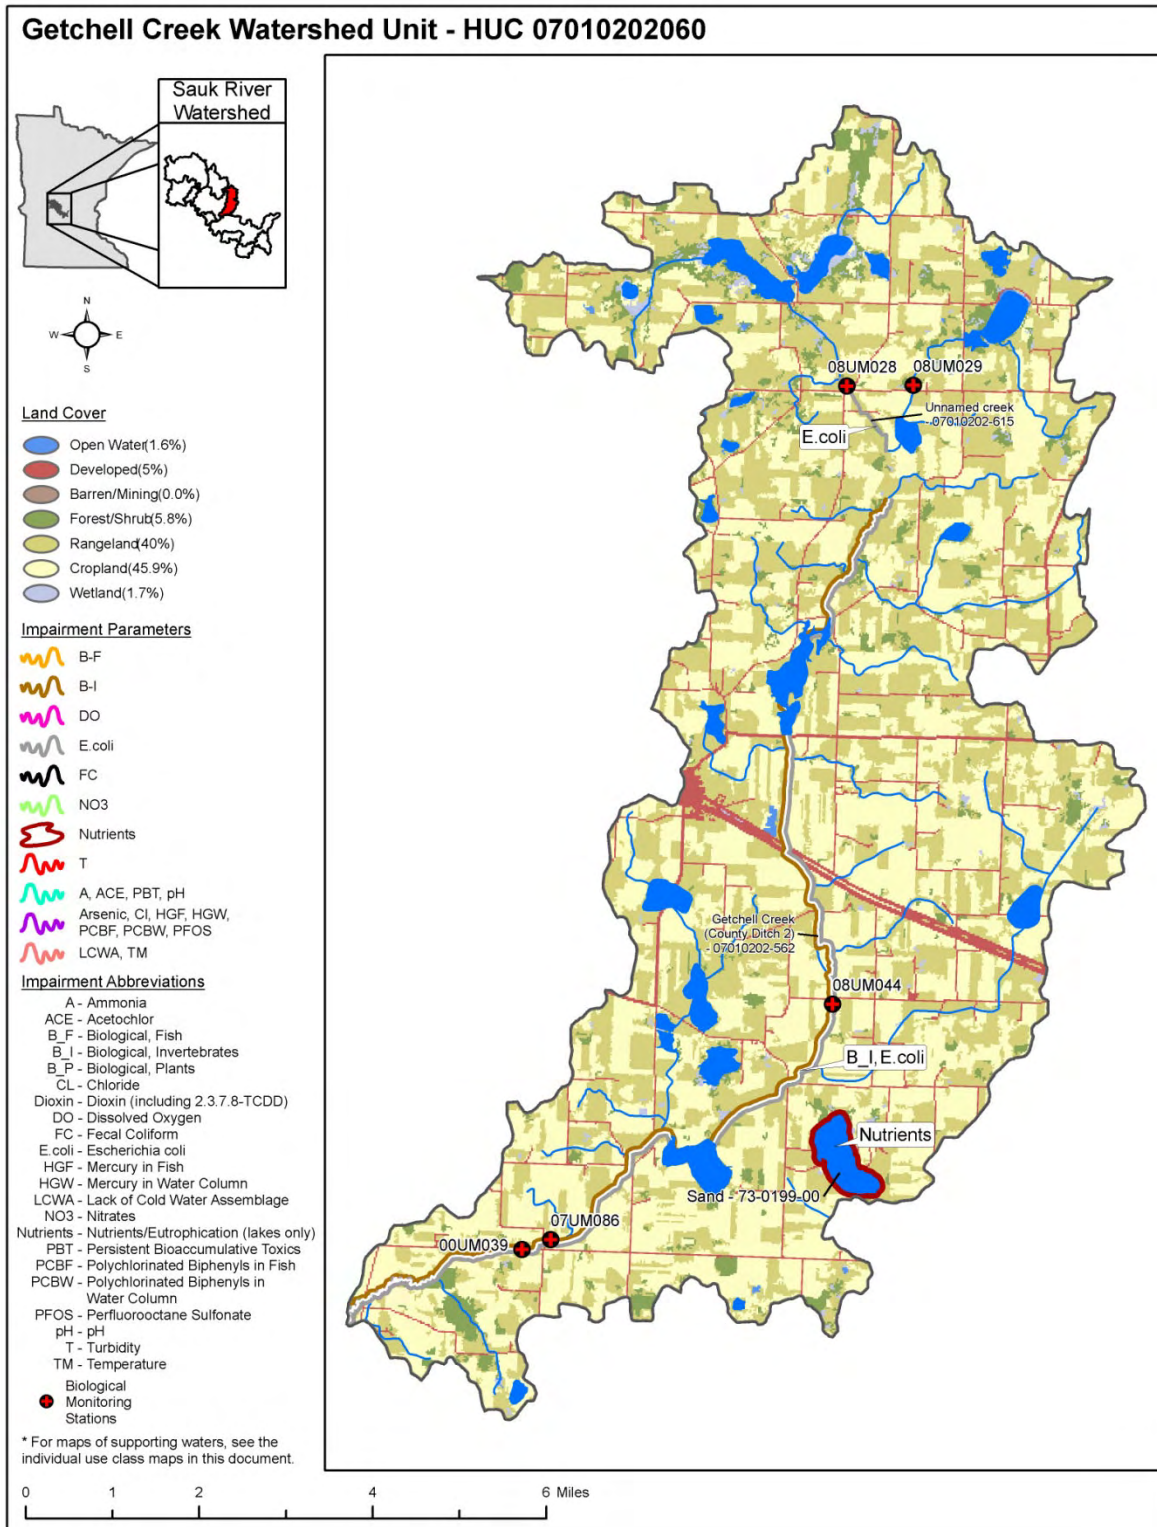 Getchell Creek Watershed Unit - HUC 07010202060
Sauk River
Watershed
N
W
E
S
Land Cover
Open Water(1.6%)
Developed(5%)
Barren/Mining(0.0%)
Forest/Shrub(5.8%)
Rangeland(40%)
Cropland(45.9%)
Wetland(1.7%)
Impairment Parameters
B-F
B-I
DO
E.coli
FC
NO3
Nutrients
T
A, ACE, PBT, pH
Arsenic, Cl, HGF, HGW,
PCBF, PCBW, PFOS
LCWA, TM
Impairment Abbreviations
A - Ammonia
ACE - Acetochlor
B_F - Biological, Fish
B_I - Biological, Invertebrates
B_P - Biological, Plants
CL - Chloride
Dioxin - Dioxin (including 2.3.7.8-TCDD)
DO - Dissolved Oxygen
FC - Fecal Coliform
E.coli - Escherichia coli
HGF - Mercury in Fish
HGW - Mercury in Water Column
LCWA - Lack of Cold Water Assemblage
NO3 - Nitrates
Nutrients - Nutrients/Eutrophication (lakes only)
PBT - Persistent Bioaccumulative Toxics
PCBF - Polychlorinated Biphenyls in Fish
PCBW - Polychlorinated Biphenyls in
Water Column
PFOS - Perfluorooctane Sulfonate
pH - pH
T - Turbidity
TM - Temperature
Biological
Monitoring
Stations
* For maps of supporting waters, see the
individual use class maps in this document.
0 1 2 4 6 Miles
08UM028
08UM029
Unnamed creek
- 07010202-615
E.coli
Getchell Creek
(County Ditch 2)
- 07010202-562
08UM044
B_I, E.coli
Nutrients
Sand - 73-0199-00
07UM086
00UM039